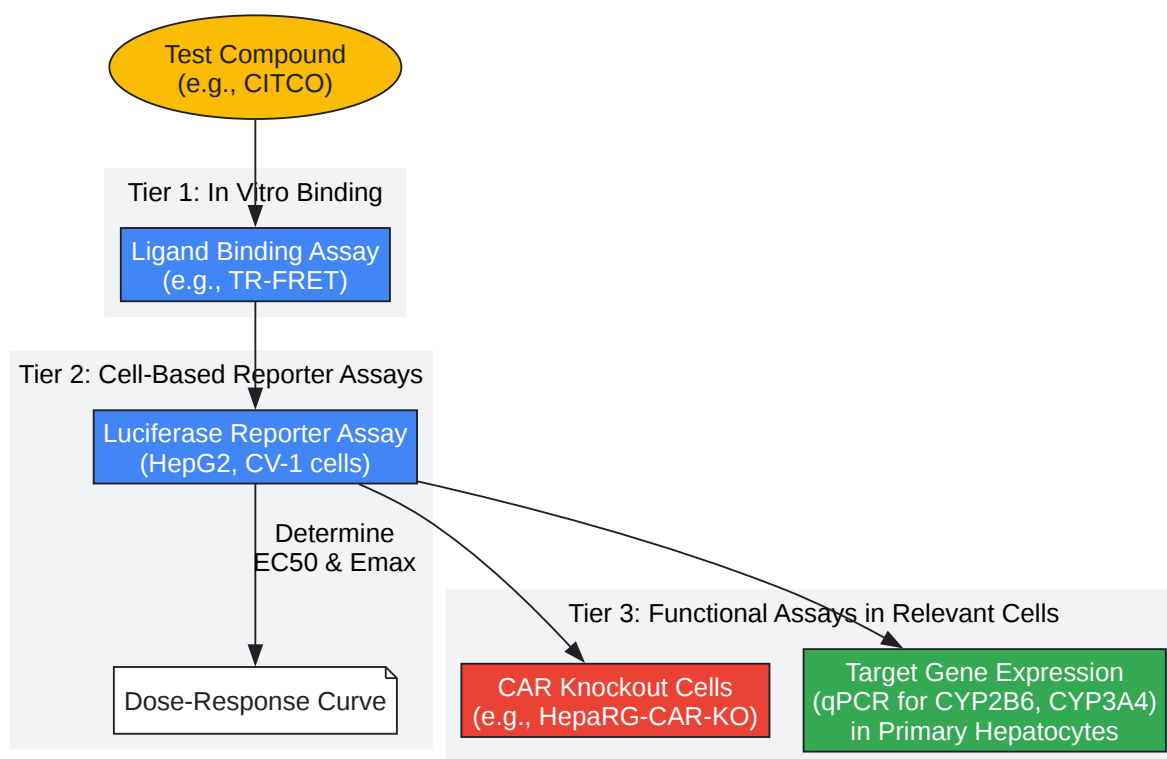 Test Compound
(e.g., CITCO)
Tier 1: In Vitro Binding
Ligand Binding Assay
(e.g., TR-FRET)
Tier 2: Cell-Based Reporter Assays
Luciferase Reporter Assay
(HepG2, CV-1 cells)
Determine
EC50 & Emax
Dose-Response Curve
Tier 3: Functional Assays in Relevant Cells
CAR Knockout Cells
(e.g., HepaRG-CAR-KO)
Target Gene Expression
(qPCR for CYP2B6, CYP3A4)
in Primary Hepatocytes